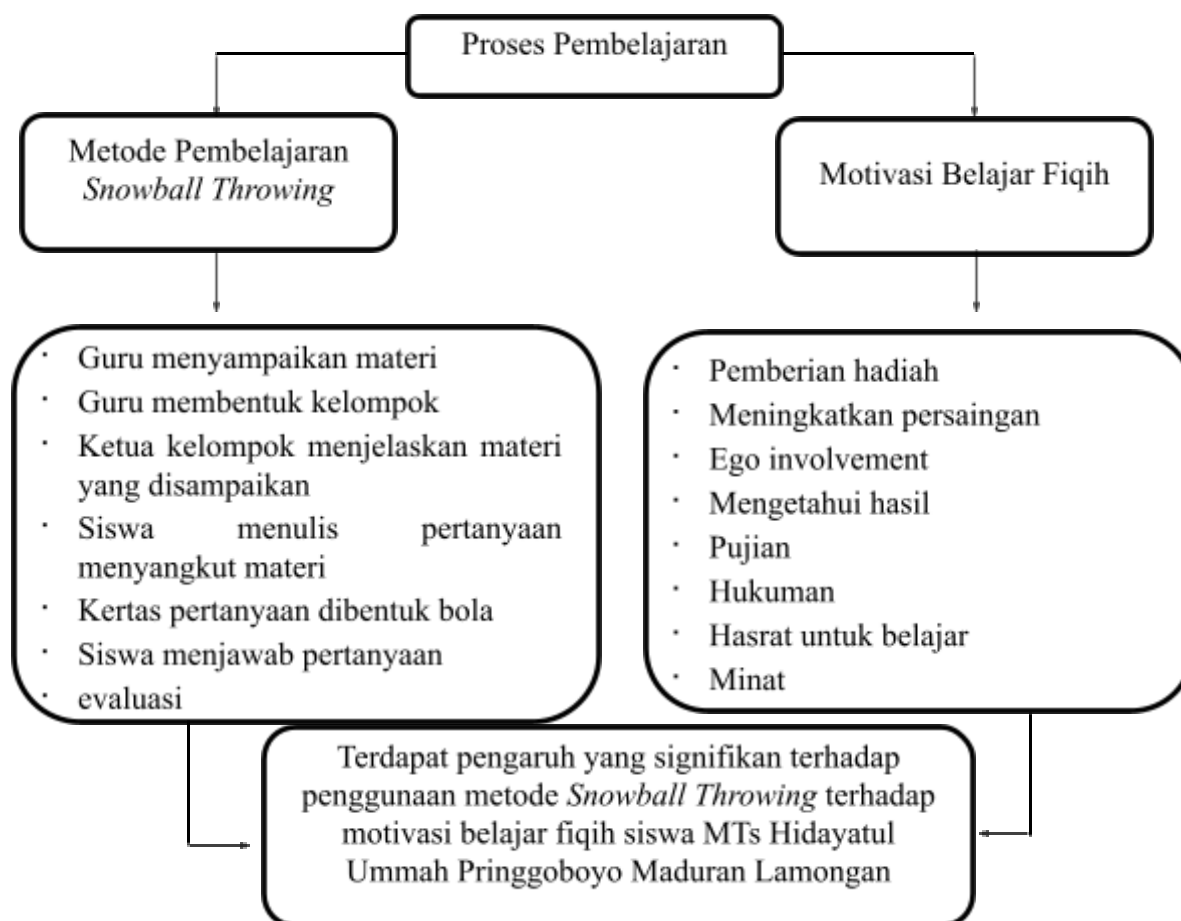 Proses Pembelajaran
Metode Pembelajaran
Snowball Throwing
Motivasi Belajar Fiqih
· Guru menyampaikan materi
· Guru membentuk kelompok
· Ketua kelompok menjelaskan materi
yang disampaikan
· Siswa menulis pertanyaan
menyangkut materi
· Kertas pertanyaan dibentuk bola
· Siswa menjawab pertanyaan
· evaluasi
· Pemberian hadiah
· Meningkatkan persaingan
· Ego involvement
· Mengetahui hasil
· Pujian
· Hukuman
· Hasrat untuk belajar
· Minat
Terdapat pengaruh yang signifikan terhadap
penggunaan metode Snowball Throwing terhadap
motivasi belajar fiqih siswa MTs Hidayatul
Ummah Pringgoboyo Maduran Lamongan